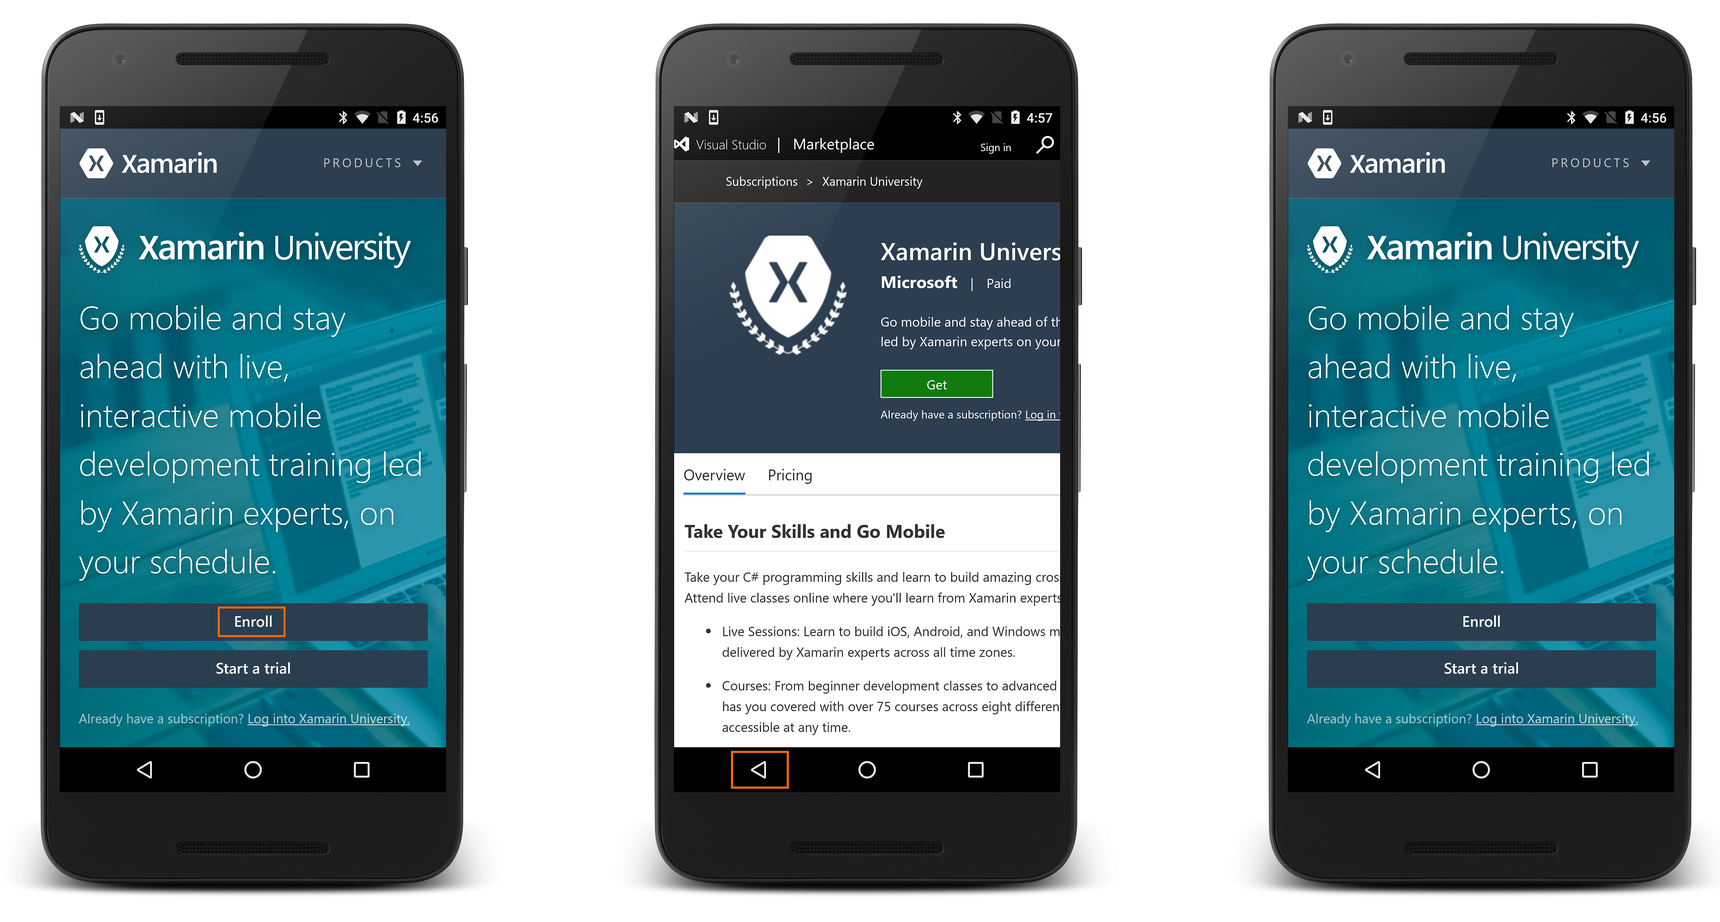 4:56
Xamarin
PRODUCTS
Xamarin University
Go mobile and stay
ahead with live,
interactive mobile
development training led
by Xamarin experts, on
your schedule.
Enroll
Start a trial
Already have a subscription? Log into Xamarin University.
4:57
Visual Studio | Marketplace
Sign in
Subscriptions > Xamarin University
Xamarin Univers
Microsoft | Paid
Go mobile and stay ahead of th
led by Xamarin experts on your
Get
Already have a subscription? Log in
Overview Pricing
Take Your Skills and Go Mobile
Take your C# programming skills and learn to build amazing cros
Attend live classes online where you'll learn from Xamarin experts
• Live Sessions: Learn to build iOS, Android, and Windows m
delivered by Xamarin experts across all time zones.
• Courses: From beginner development classes to advanced
has you covered with over 75 courses across eight differen
accessible at any time.
4:56
Xamarin
PRODUCTS
Xamarin University
Go mobile and stay
ahead with live,
interactive mobile
development training led
by Xamarin experts, on
your schedule.
Enroll
Start a trial
Already have a subscription? Log into Xamarin University.